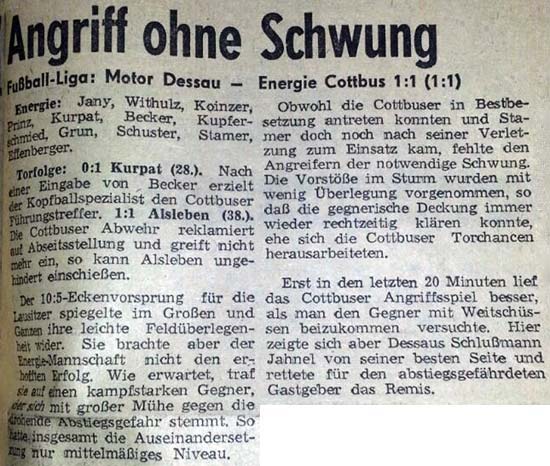 Angriff ohne Schwung
Fußball-Liga: Motor Dessau — Energie Cottbus 1:1 (1:1)
Energie: Jany, Withulz, Koinzer,
Prinz, Kurpat, Becker, Kupfer-
schmied, Grun, Schuster, Stamer,
Effenberger.
Torfolge: 0:1 Kurpat (28.). Nach
einer Eingabe von Becker erzielt
der Kopfballspezialist den Cottbuser
Führungstreffer. 1:1 Alsleben (38.).
Die Cottbuser Abwehr reklamiert
auf Abseitsstellung und greift nicht
mehr ein, so kann Alsleben unge-
hindert einschießen.
Der 10:5-Eckenvorsprung für die
Lausitzer spiegelte im Großen und
Ganzen ihre leichte Feldüberlegen-
heit wider. Sie brachte aber der
Energie-Mannschaft nicht den er-
hofften Erfolg. Wie erwartet, traf
sie auf einen kampfstarken Gegner,
der sich mit großer Mühe gegen die
drohende Abstiegsgefahr stemmt. So
hatte insgesamt die Auseinanderset-
zung nur mittelmäßiges Niveau.
Obwohl die Cottbuser in Bestbe-
setzung antreten konnten und Sta-
mer doch noch nach seiner Verletz-
zung zum Einsatz kam, fehlte den
Angreifern der notwendige Schwung.
Die Vorstöße im Sturm wurden mit
wenig Überlegung vorgenommen, so
daß die gegnerische Deckung immer
wieder rechtzeitig klären konnte,
ehe sich die Cottbuser Torchancen
herausarbeiteten.
Erst in den letzten 20 Minuten lief
das Cottbuser Angriffsspiel besser,
als man den Gegner mit Weitschüs-
sen beizukommen versuchte. Hier
zeigte sich aber Dessaus Schlußmann
Jahnel von seiner besten Seite und
rettete für den abstiegsgefährdeten
Gastgeber das Remis.